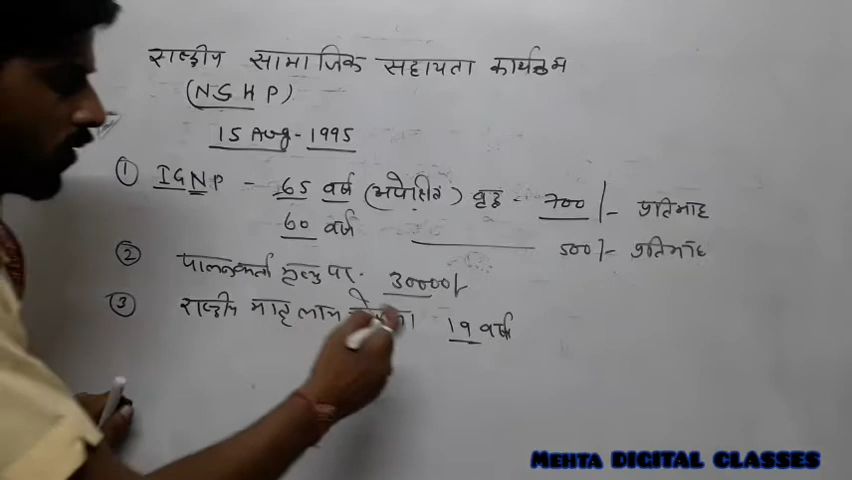 राष्ट्रीय सामाजिक सहायता कार्यक्रम
(NSHP)
15 Aug - 1995
① IGNP - 65 वर्ष (अपेक्षित) वृद्ध - 700/- प्रतिमाह
60 वर्ष 500/- प्रतिमाह
② पालनकर्ता मृत्यु पर - 30000/-
③ राष्ट्रीय मातृ लाभ 19 वर्ष
MEHTA DIGITAL CLASSES